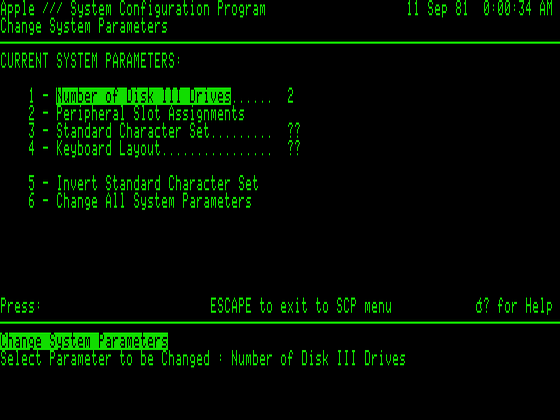 Apple /// System Configuration Program 11 Sep 81 0:00:34 AM
Change System Parameters
CURRENT SYSTEM PARAMETERS:
1 - Number of Disk III Drives...... 2
2 - Peripheral Slot Assignments
3 - Standard Character Set......... ??
4 - Keyboard Layout................ ??
5 - Invert Standard Character Set
6 - Change All System Parameters
Press: ESCAPE to exit to SCP menu ? for Help
Change System Parameters
Select Parameter to be Changed : Number of Disk III Drives